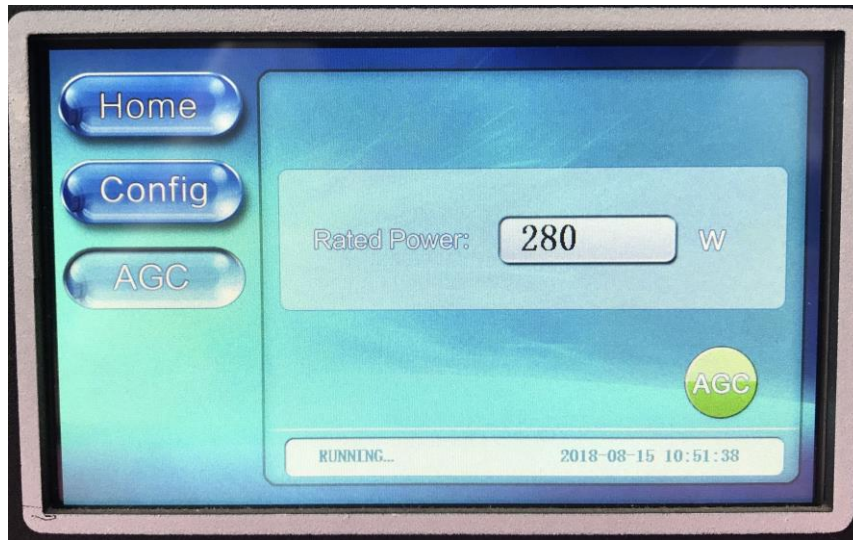 Home
Config
AGC
Rated Power: 280 W
AGC
RUNNING... 2018-08-15 10:51:38